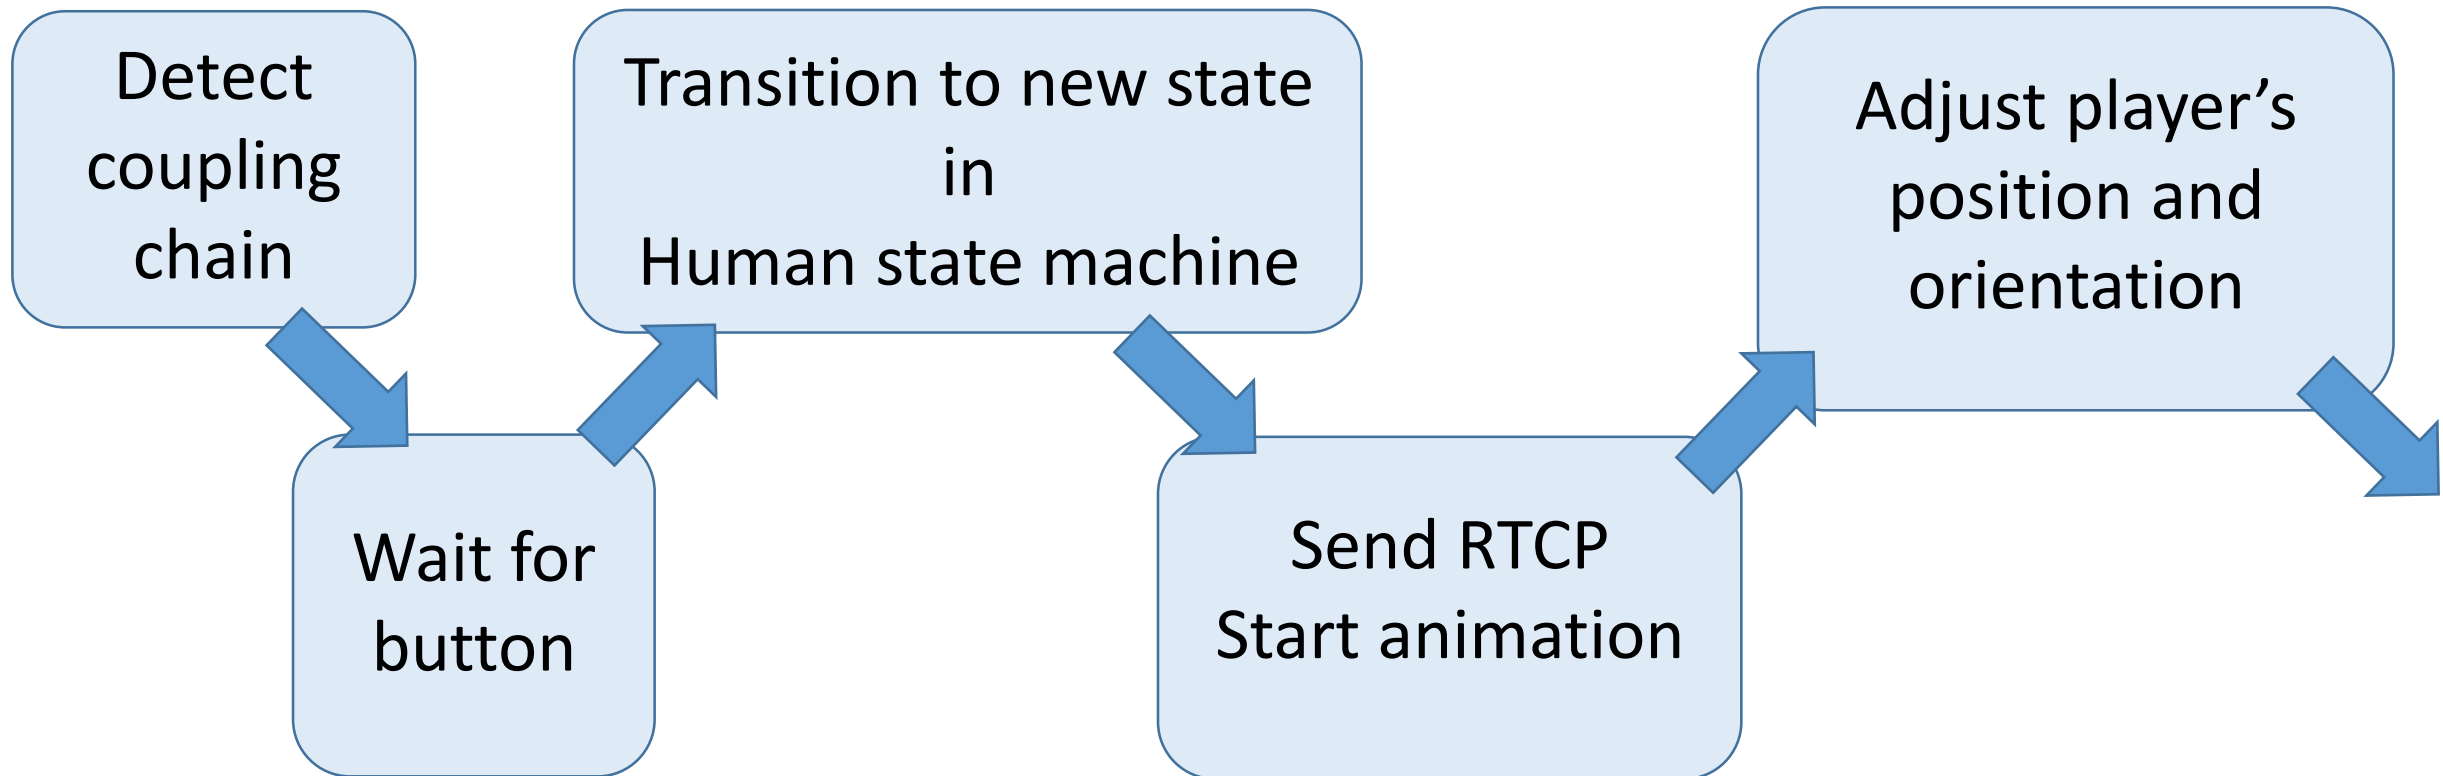 Detect
coupling
chain
Wait for
button
Transition to new state
in
Human state machine
Send RTCP
Start animation
Adjust player’s
position and
orientation